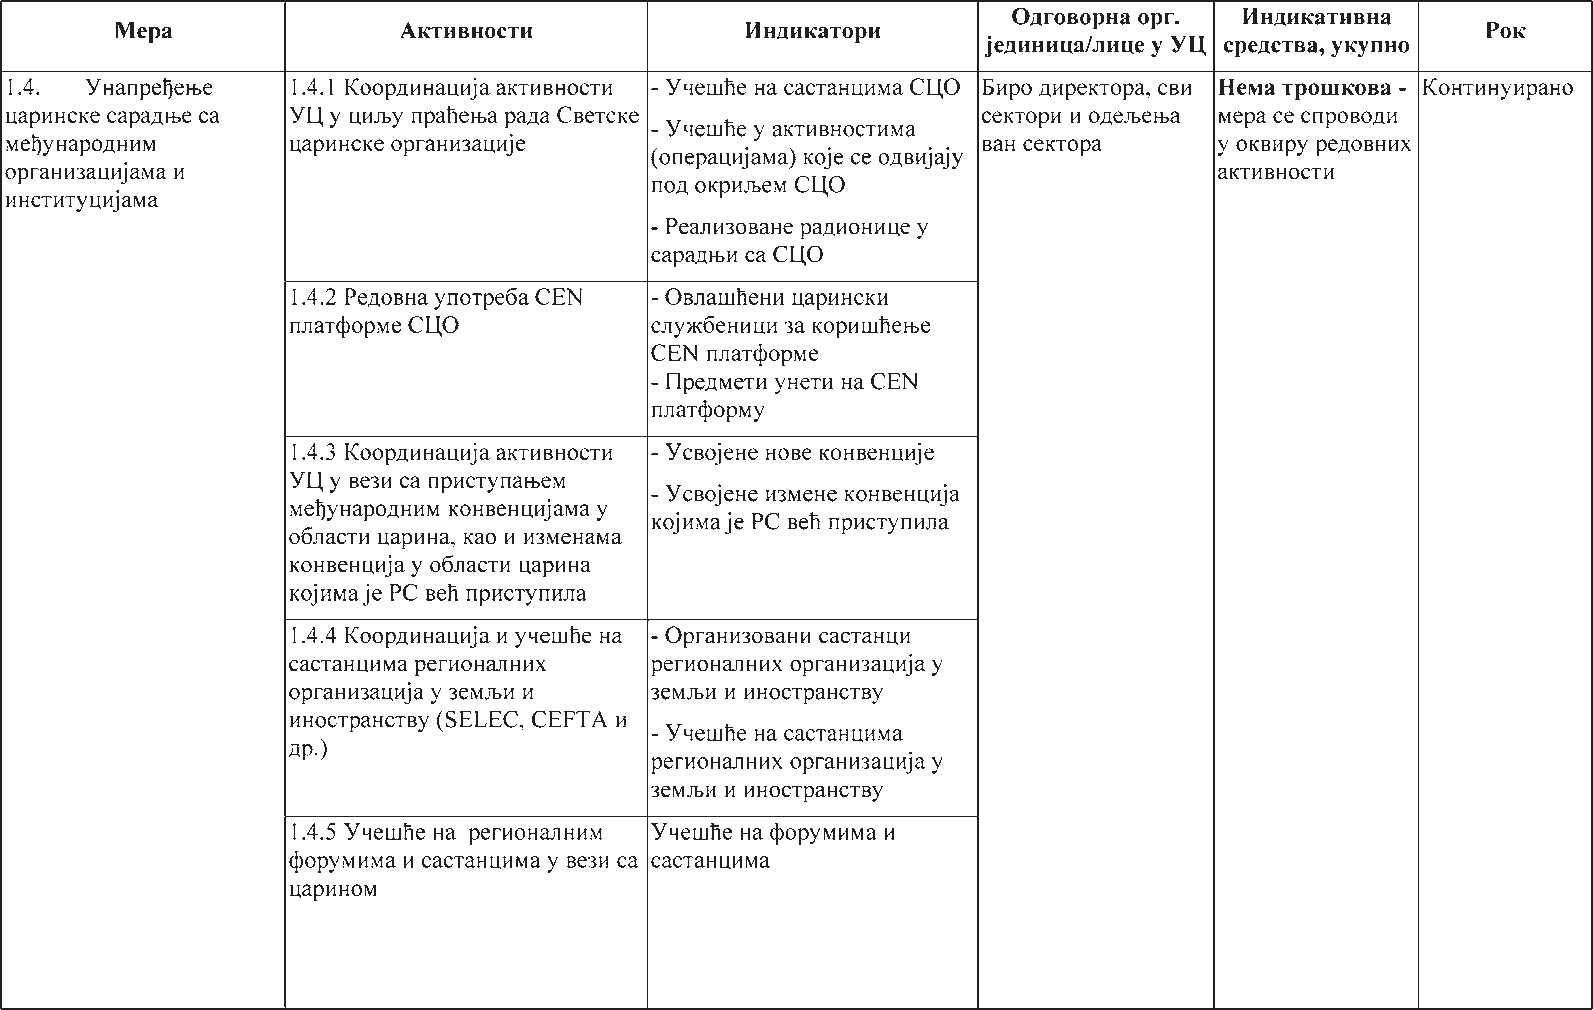 Мера
Активности
Индикатори
Одговорна орг.
јединица/лице у УЦ
Индикативна
средства, укупно
Рок
1.4. Унапређење
царинске сарадње са
међународним
организацијама и
институцијама
1.4.1 Координација активности
УЦ у циљу праћења рада Светске
царинске организације
- Учешће на састанцима СЦО
- Учешће у активностима
(операцијама) које се одвијају
под окриљем СЦО
- Реализоване радионице у
сарадњи са СЦО
Биро директора, сви
сектори и одељења
ван сектора
Нема трошкова -
мера се спроводи
у оквиру редовних
активности
Континуирано
1.4.2 Редовна употреба CEN
платформе СЦО
- Овлашћени царински
службеници за коришћење
CEN платформе
- Предмети унети на CEN
платформу
1.4.3 Координација активности
УЦ у вези са приступањем
међународним конвенцијама у
области царина, као и изменама
конвенција у области царина
којима је РС већ приступила
- Усвојене нове конвенције
- Усвојене измене конвенција
којима је РС већ приступила
1.4.4 Координација и учешће на
састанцима регионалних
организација у земљи и
иностранству (SELEC, CEFTA и
др.)
- Организовани састанци
регионалних организација у
земљи и иностранству
- Учешће на састанцима
регионалних организација у
земљи и иностранству
1.4.5 Учешће на регионалним
форумима и састанцима у вези са
царином
Учешће на форумима и
састанцима